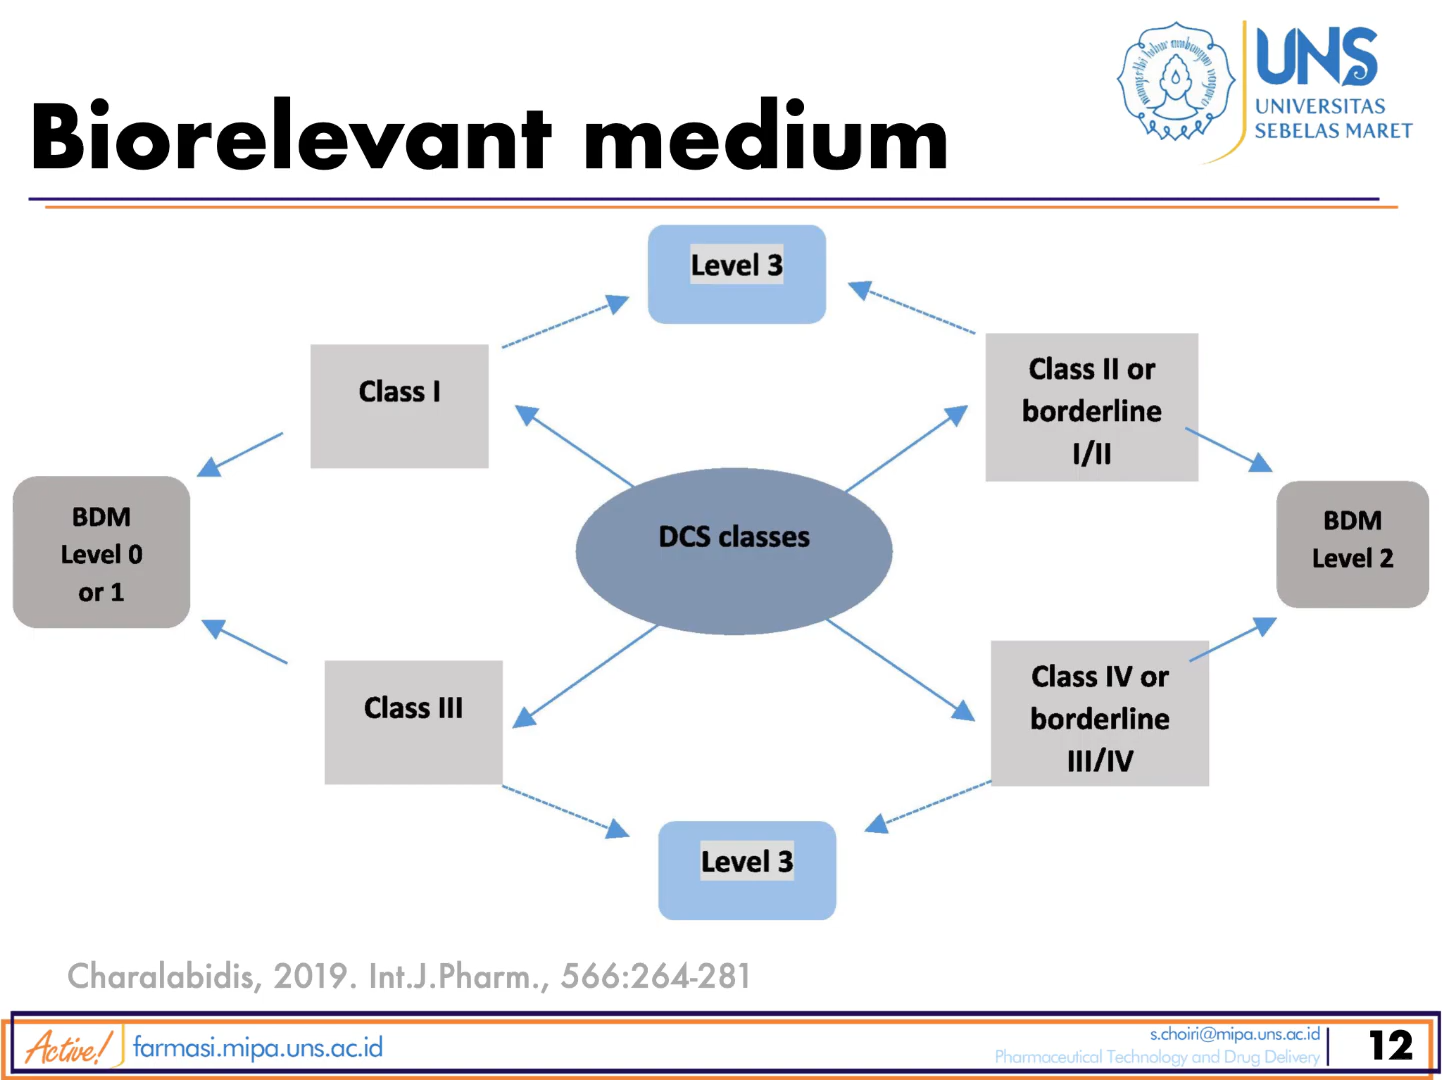 UNS
UNIVERSITAS
SEBELAS MARET
Biorelevant medium
Level 3
Class I
Class II or
borderline
I/II
BDM
Level 0
or 1
DCS classes
BDM
Level 2
Class III
Class IV or
borderline
III/IV
Level 3
Charalabidis, 2019. Int.J.Pharm., 566:264-281
Active!
farmasi.mipa.uns.ac.id
s.choiri@mipa.uns.ac.id
Pharmaceutical Technology and Drug Delivery
12